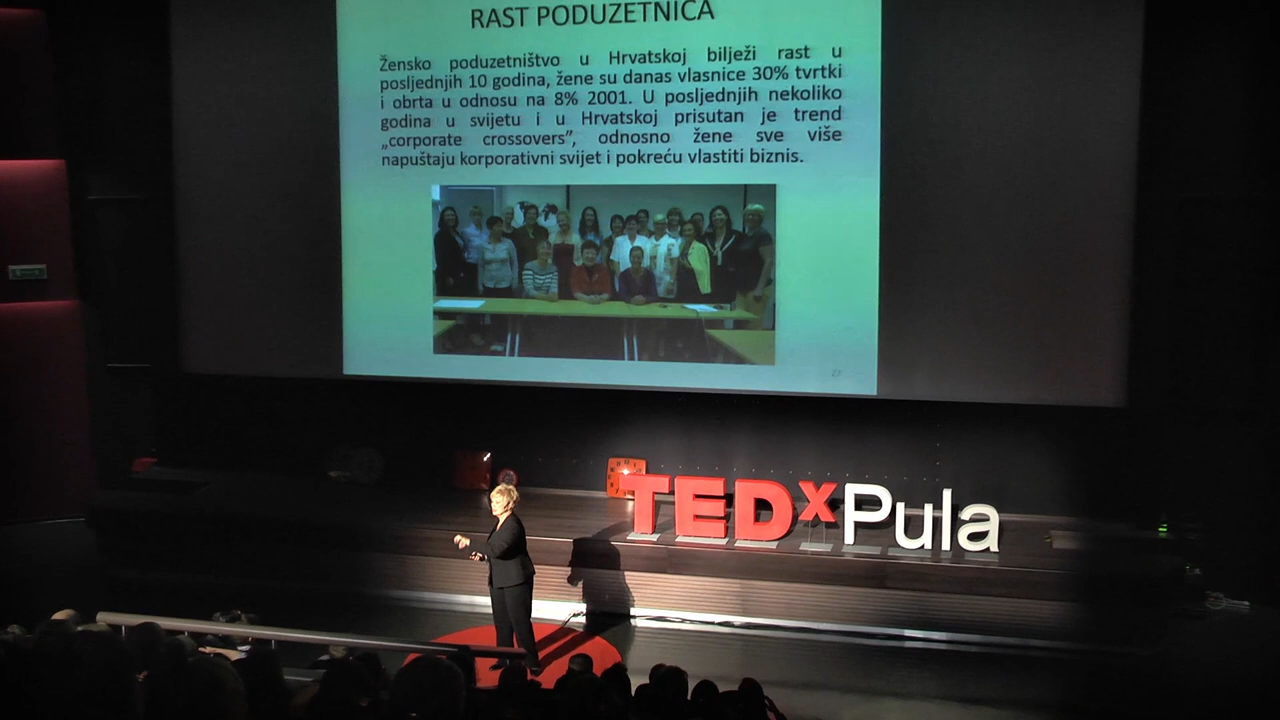 RAST PODUZETNICA
Žensko poduzetništvo u Hrvatskoj bilježi rast u
posljednjih 10 godina, žene su danas vlasnice 30% tvrtki
i obrta u odnosu na 8% 2001. U posljednjih nekoliko
godina u svijetu i u Hrvatskoj prisutan je trend
„corporate crossovers”, odnosno žene sve više
napuštaju korporativni svijet i pokreću vlastiti biznis.
27
TEDxPula